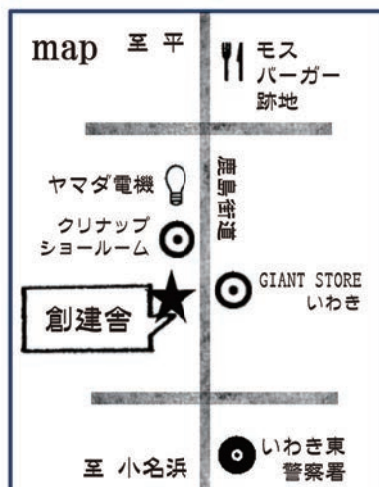 map
至 平
モス
バーガー
跡地
ヤマダ電機
鹿島街道
クリナップ
ショールーム
GIANT STORE
いわき
創建舎
至 小名浜
いわき東
警察署